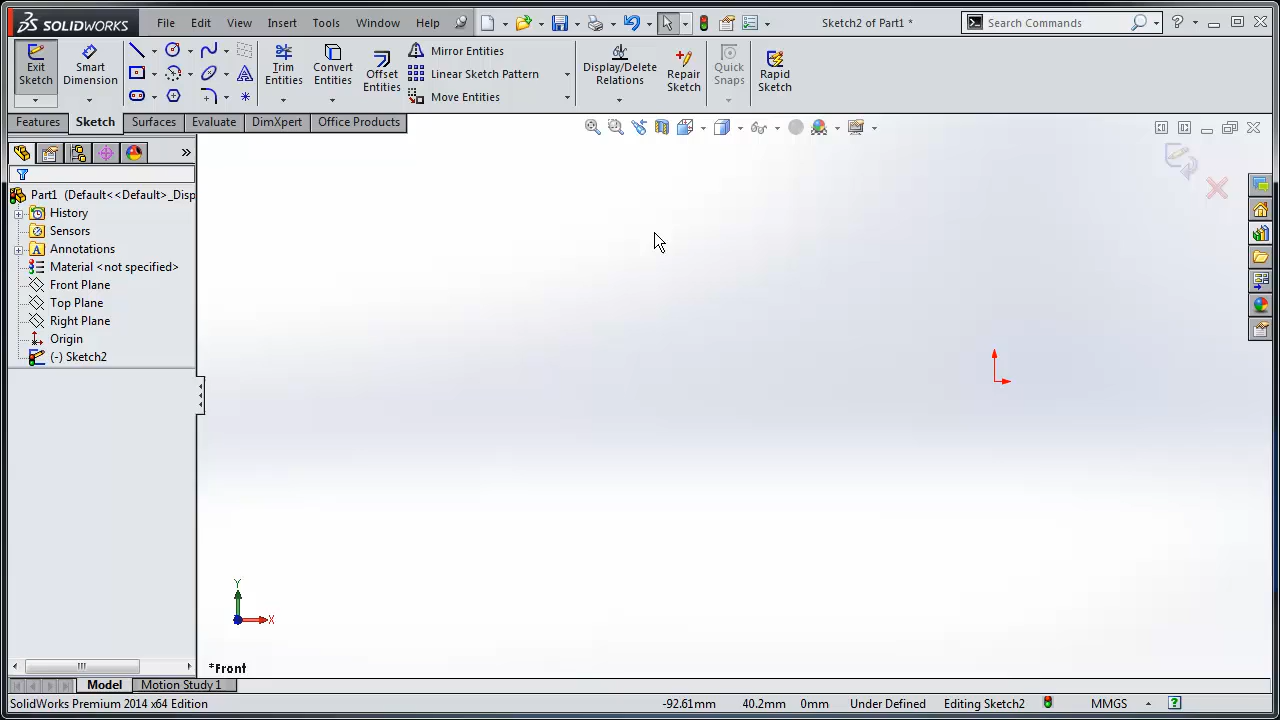 SOLIDWORKS File Edit View Insert Tools Window Help Sketch2 of Part1 * Search Commands
Exit Sketch
Smart Dimension
Trim Entities
Convert Entities
Offset Entities
Mirror Entities
Linear Sketch Pattern
Move Entities
Display/Delete Relations
Repair Sketch
Quick Snaps
Rapid Sketch
Features Sketch Surfaces Evaluate DimXpert Office Products
Part1 (Default<<Default>_Disp
History
Sensors
Annotations
Material <not specified>
Front Plane
Top Plane
Right Plane
Origin
(-) Sketch2
Y
X
*Front
Model Motion Study 1
SolidWorks Premium 2014 x64 Edition -92.61mm 40.2mm 0mm Under Defined Editing Sketch2 MMGS